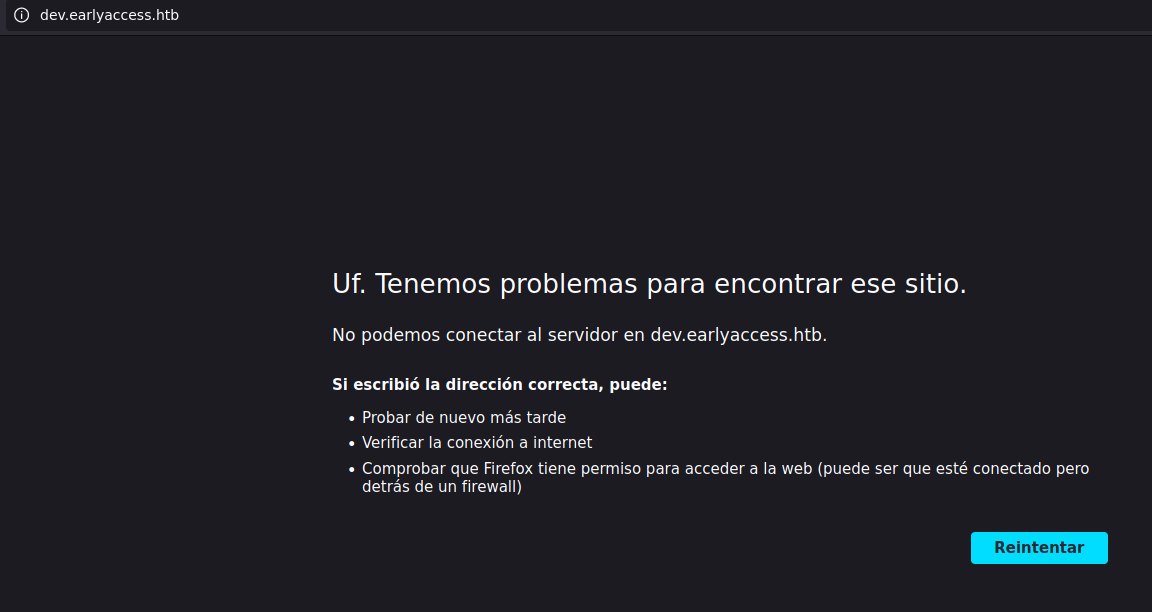 dev.earlyaccess.htb
Uf. Tenemos problemas para encontrar ese sitio.
No podemos conectar al servidor en dev.earlyaccess.htb.
Si escribió la dirección correcta, puede:
• Probar de nuevo más tarde
• Verificar la conexión a internet
• Comprobar que Firefox tiene permiso para acceder a la web (puede ser que esté conectado pero
detrás de un firewall)
Reintentar